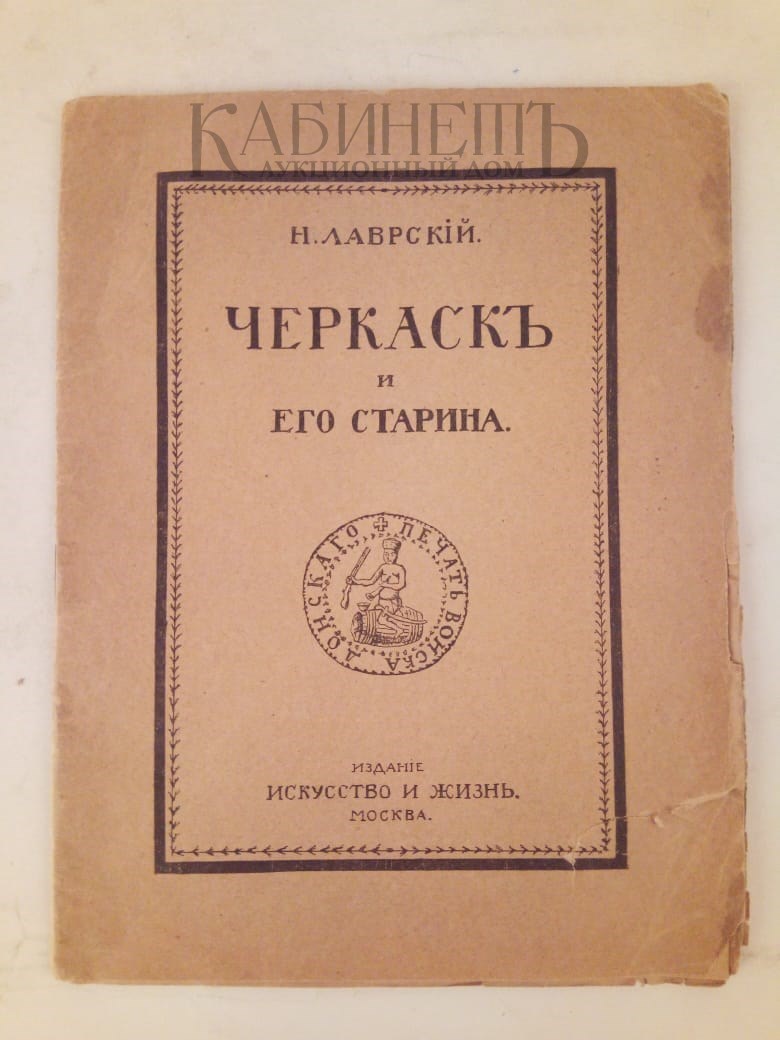 КАБИНЕТЪ
АУКЦИОННЫЙ ДОМ
Н. ЛАВРСКІЙ.
ЧЕРКАСКЪ
И
ЕГО СТАРИНА.
ПЕЧАТЬ ВОЙСКА ДОНСКАГО
ИЗДАНІЕ
ИСКУССТВО И ЖИЗНЬ.
МОСКВА.